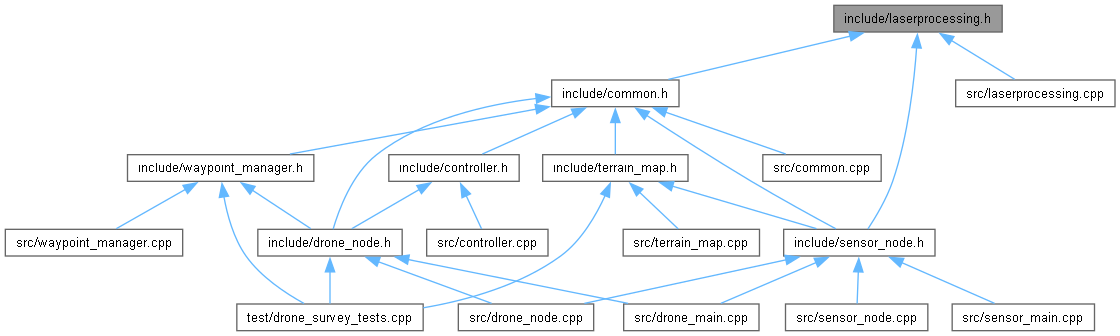 include/laserprocessing.h
include/common.h
src/laserprocessing.cpp
include/waypoint_manager.h
include/controller.h
include/terrain_map.h
src/common.cpp
src/waypoint_manager.cpp
include/drone_node.h
src/controller.cpp
src/terrain_map.cpp
include/sensor_node.h
test/drone_survey_tests.cpp
src/drone_node.cpp
src/drone_main.cpp
src/sensor_node.cpp
src/sensor_main.cpp